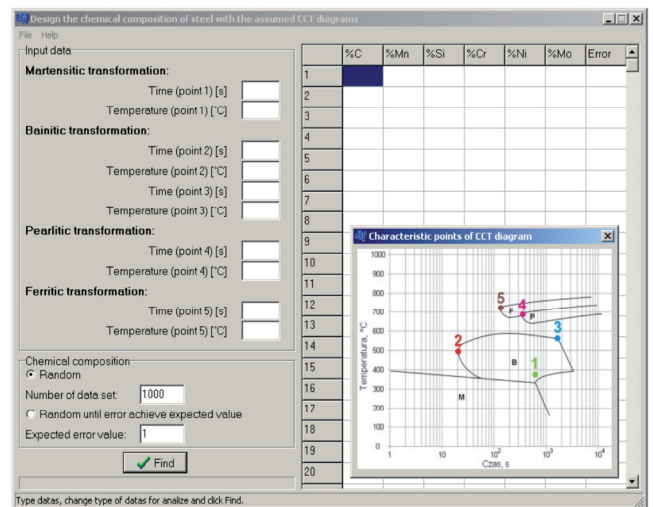 Design the chemical composition of steel with the assumed CCT diagrams
File Help
Input data
Martensitic transformation:
Time (point 1) [s]
Temperature (point 1) [°C]
Bainitic transformation:
Time (point 2) [s]
Temperature (point 2) [°C]
Time (point 3) [s]
Temperature (point 3) [°C]
Pearlitic transformation:
Time (point 4) [s]
Temperature (point 4) [°C]
Ferritic transformation:
Time (point 5) [s]
Temperature (point 5) [°C]
Chemical composition
Random
Number of data set: 1000
Random until error achieve expected value
Expected error value: 1
Find
Type datas, change type of datas for analize and click Find.
%C %Mn %Si %Cr %Ni %Mo Error
1
2
3
4
5
6
7
8
9
10
11
12
13
14
15
16
17
18
19
20
Characteristic points of CCT diagram
1000
900
800
700
600
500
400
300
200
100
0
Temperatura, °C
5 4
F P
3
2
B 1
M
1 10 10² 10³ 10⁴
Czas, s